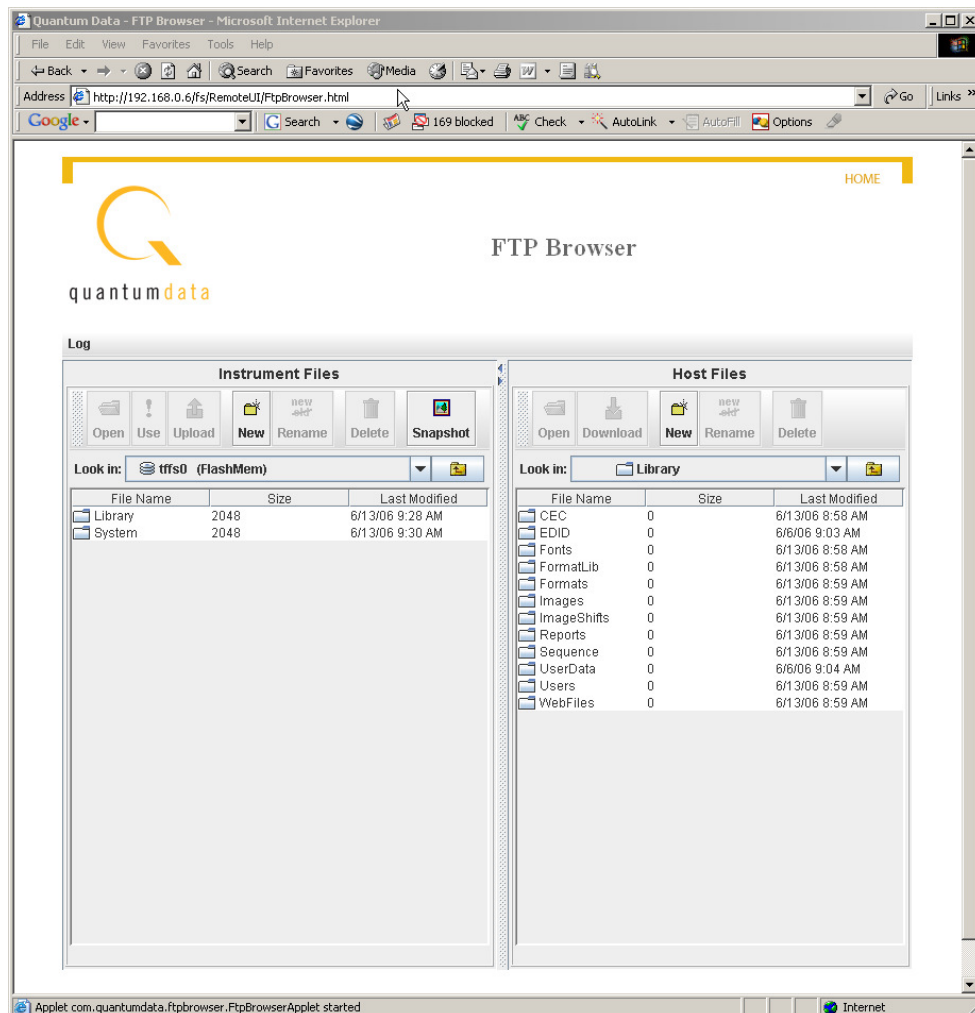 Quantum Data - FTP Browser - Microsoft Internet Explorer
File Edit View Favorites Tools Help
Back Search Favorites Media
Address http://192.168.0.6/fs/RemoteUI/FtpBrowser.html Go Links »
Google Search 169 blocked ABC Check AutoLink AutoFill Options
HOME
FTP Browser
quantumdata
Log
Instrument Files
Host Files
Open Use Upload New new old Rename Delete Snapshot
Open Download New new old Rename Delete
Look in: tffs0 (FlashMem)
Look in: Library
File Name Size Last Modified
Library 2048 6/13/06 9:28 AM
System 2048 6/13/06 9:30 AM
File Name Size Last Modified
CEC 0 6/13/06 8:58 AM
EDID 0 6/6/06 9:03 AM
Fonts 0 6/13/06 8:58 AM
FormatLib 0 6/13/06 8:58 AM
Formats 0 6/13/06 8:59 AM
Images 0 6/13/06 8:59 AM
ImageShifts 0 6/13/06 8:59 AM
Reports 0 6/13/06 8:59 AM
Sequence 0 6/13/06 8:59 AM
UserData 0 6/6/06 9:04 AM
Users 0 6/13/06 8:59 AM
WebFiles 0 6/13/06 8:59 AM
Applet com.quantumdata.ftpbrowser.FtpBrowserApplet started Internet